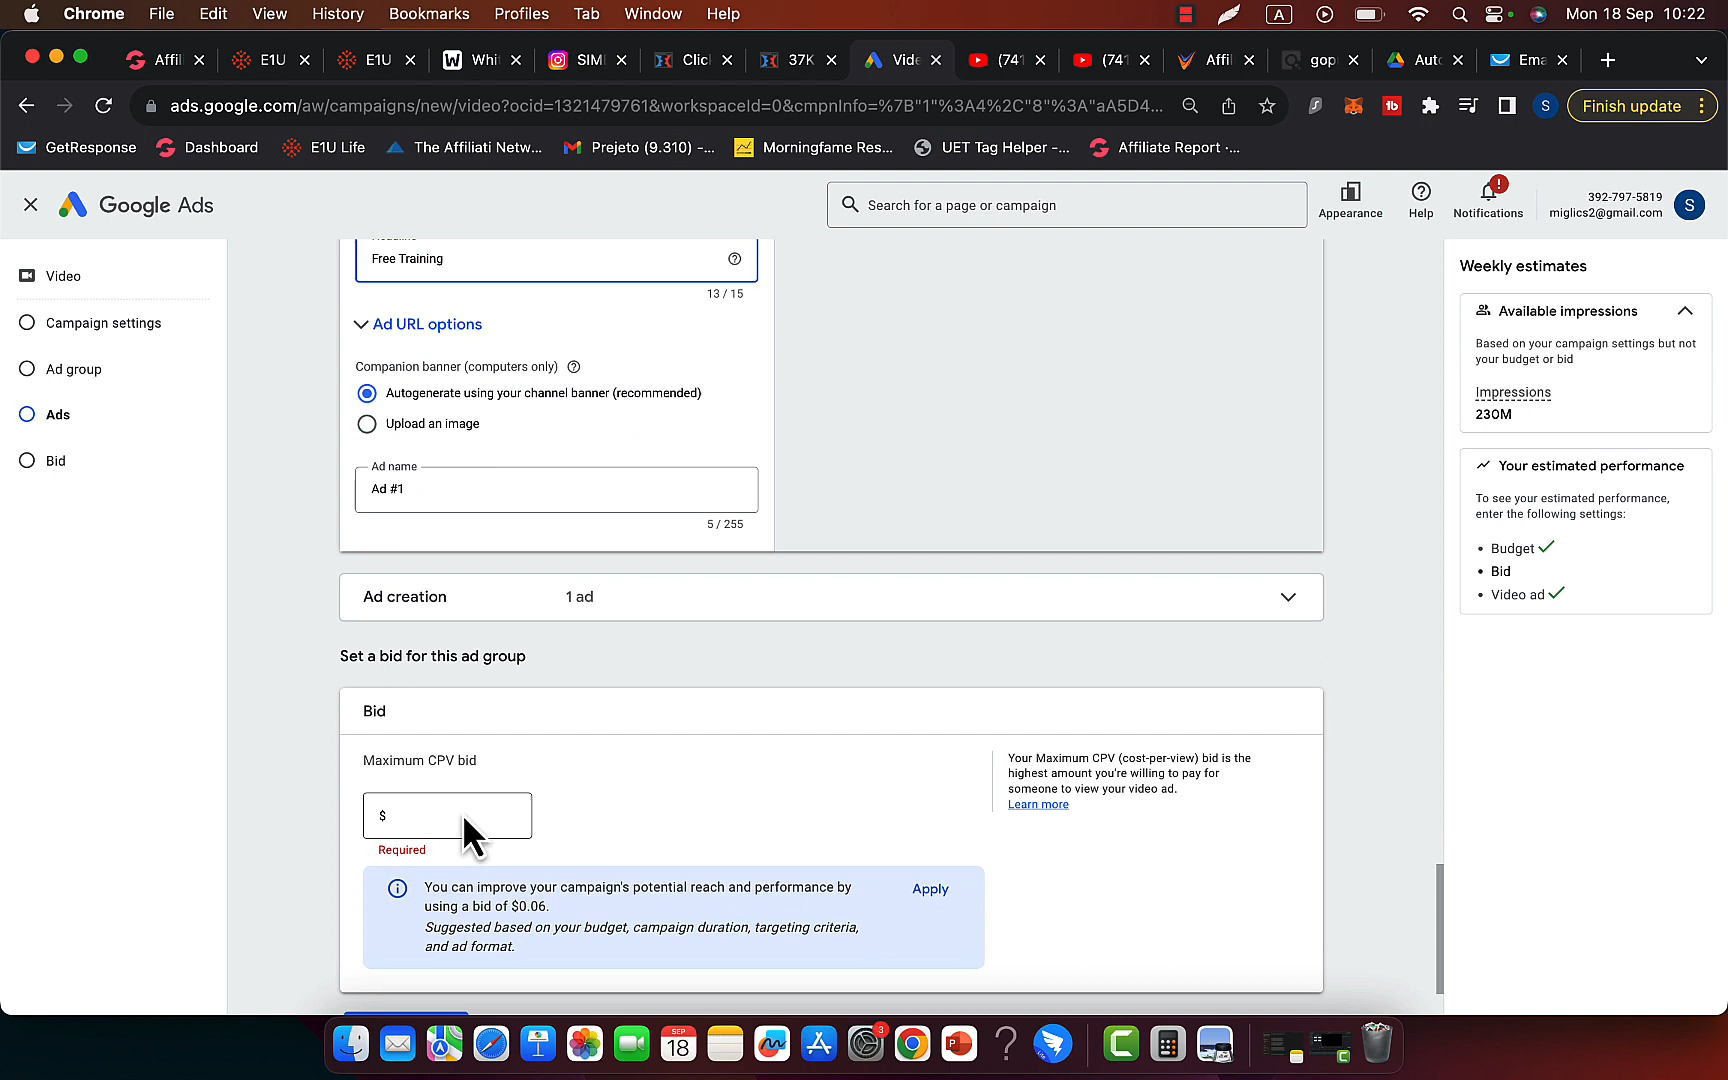 Chrome File Edit View History Bookmarks Profiles Tab Window Help A Mon 18 Sep 10:22
Affil E1U E1U W Whi SIM Clic 37K Vide (741 (741 Affil gop Auto Ema
ads.google.com/aw/campaigns/new/video?ocid=1321479761&workspaceId=0&cmpnInfo=%7B"1"%3A4%2C"8"%3A"aA5D4... tb S Finish update
GetResponse Dashboard E1U Life The Affiliati Netw... Prejeto (9.310) -... Morningfame Res... UET Tag Helper -... Affiliate Report -...
Google Ads
Search for a page or campaign
Appearance
Help
Notifications
392-797-5819
miglics2@gmail.com
S
Video
Campaign settings
Ad group
Ads
Bid
Free Training
13 / 15
Ad URL options
Companion banner (computers only)
Autogenerate using your channel banner (recommended)
Upload an image
Ad name
Ad #1
5 / 255
Ad creation 1 ad
Set a bid for this ad group
Bid
Maximum CPV bid
$
Required
You can improve your campaign's potential reach and performance by
using a bid of $0.06.
Suggested based on your budget, campaign duration, targeting criteria,
and ad format.
Apply
Your Maximum CPV (cost-per-view) bid is the
highest amount you're willing to pay for
someone to view your video ad.
Learn more
Weekly estimates
Available impressions
Based on your campaign settings but not
your budget or bid
Impressions
230M
Your estimated performance
To see your estimated performance,
enter the following settings:
• Budget
• Bid
• Video ad
SEP
18
3